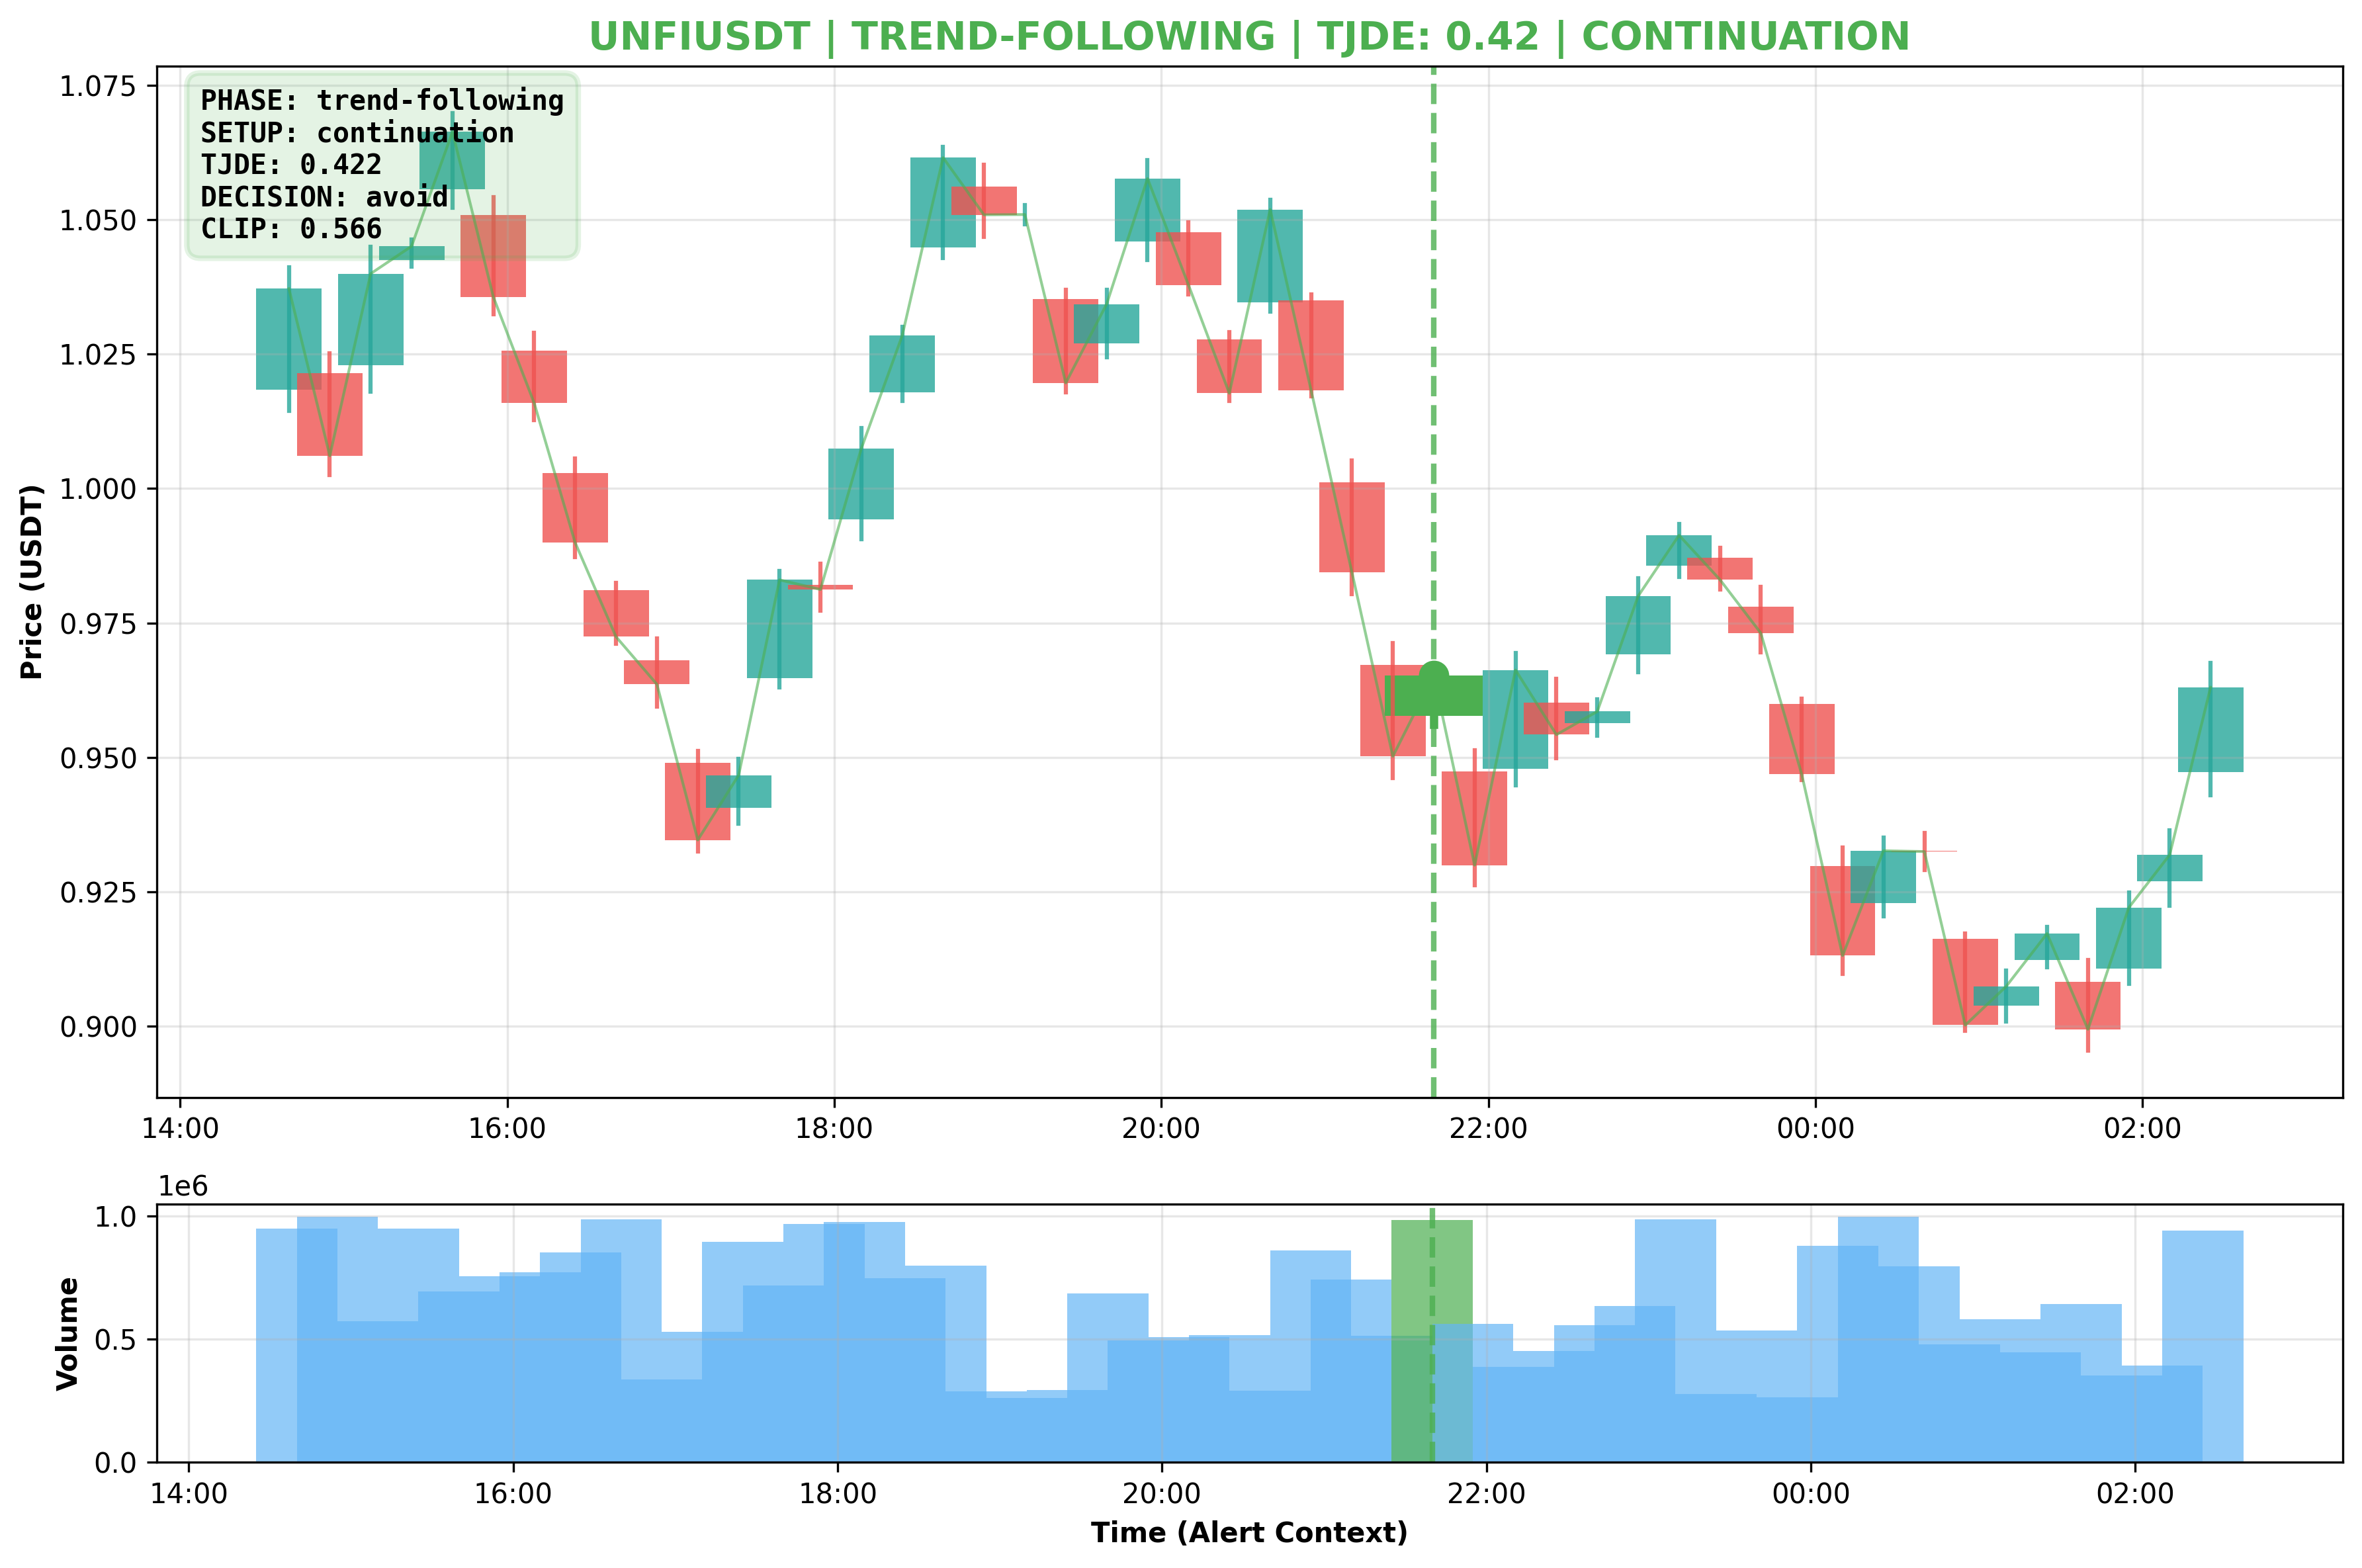 UNFIUSDT | TREND-FOLLOWING | TJDE: 0.42 | CONTINUATION
PHASE: trend-following
SETUP: continuation
TJDE: 0.422
DECISION: avoid
CLIP: 0.566
Price (USDT)
1.075
1.050
1.025
1.000
0.975
0.950
0.925
0.900
14:00 16:00 18:00 20:00 22:00 00:00 02:00
1e6
Volume
1.0
0.5
0.0
14:00 16:00 18:00 20:00 22:00 00:00 02:00
Time (Alert Context)